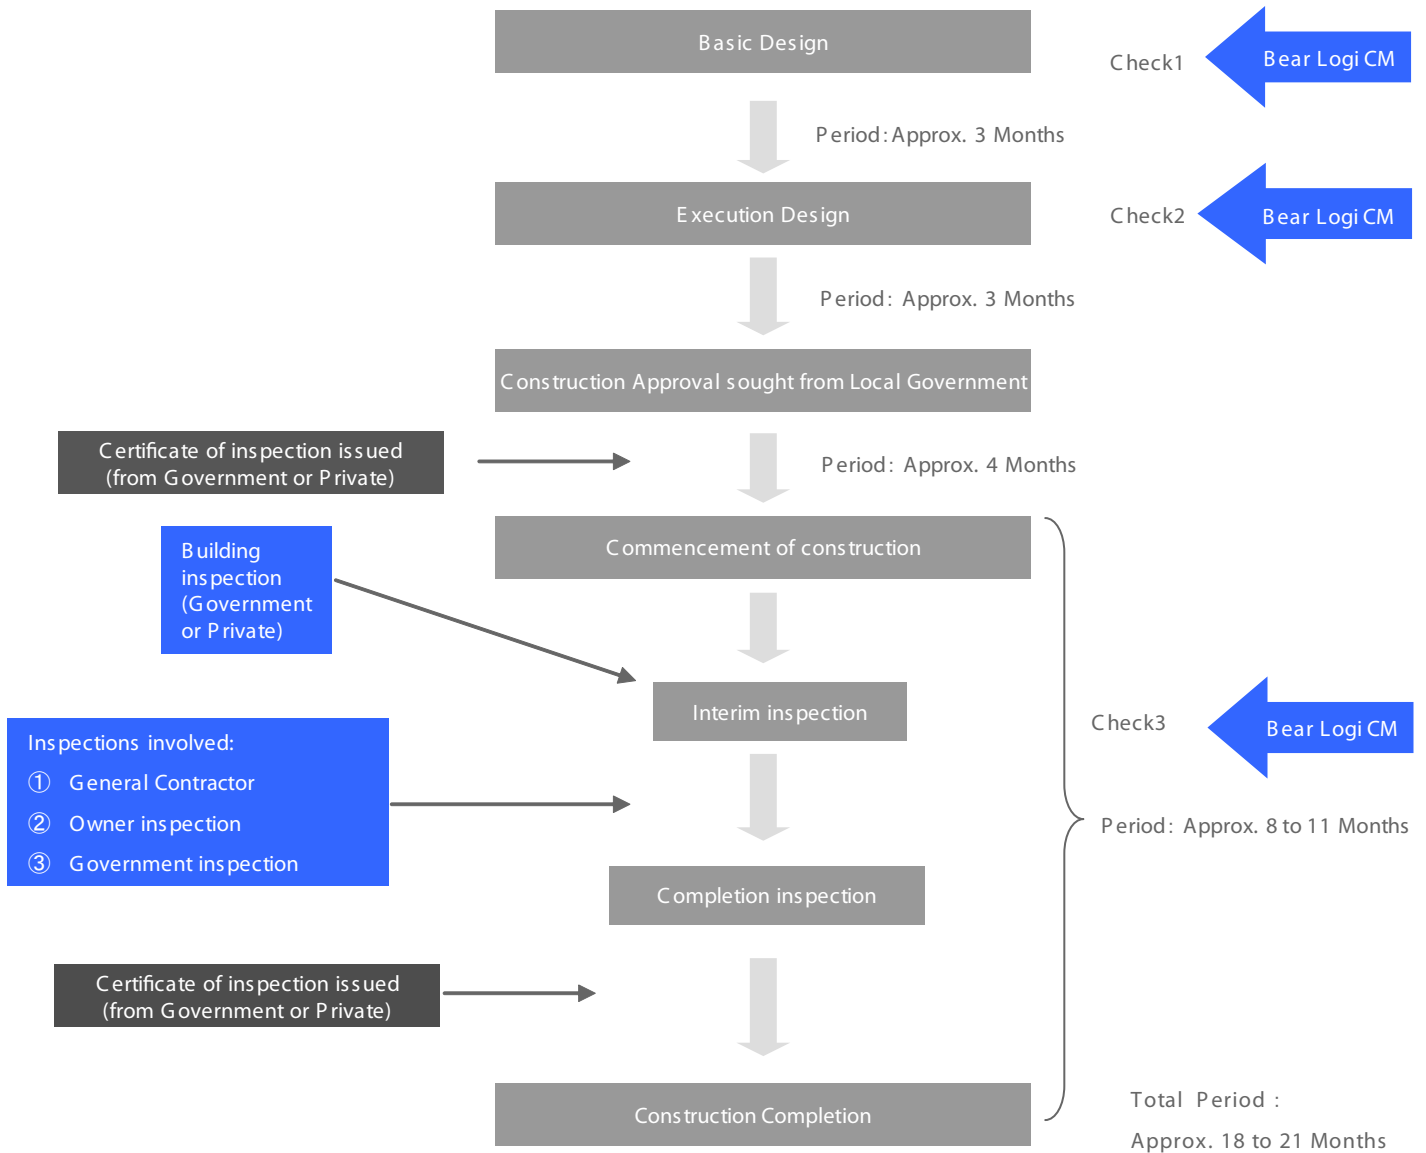 Basic Design
Check1
Bear Logi CM
Period: Approx. 3 Months
Execution Design
Check2
Bear Logi CM
Period: Approx. 3 Months
Construction Approval sought from Local Government
Certificate of inspection issued
(from Government or Private)
Period: Approx. 4 Months
Commencement of construction
Building
inspection
(Government
or Private)
Interim inspection
Check3
Bear Logi CM
Inspections involved:
① General Contractor
② Owner inspection
③ Government inspection
Period: Approx. 8 to 11 Months
Completion inspection
Certificate of inspection issued
(from Government or Private)
Construction Completion
Total Period :
Approx. 18 to 21 Months